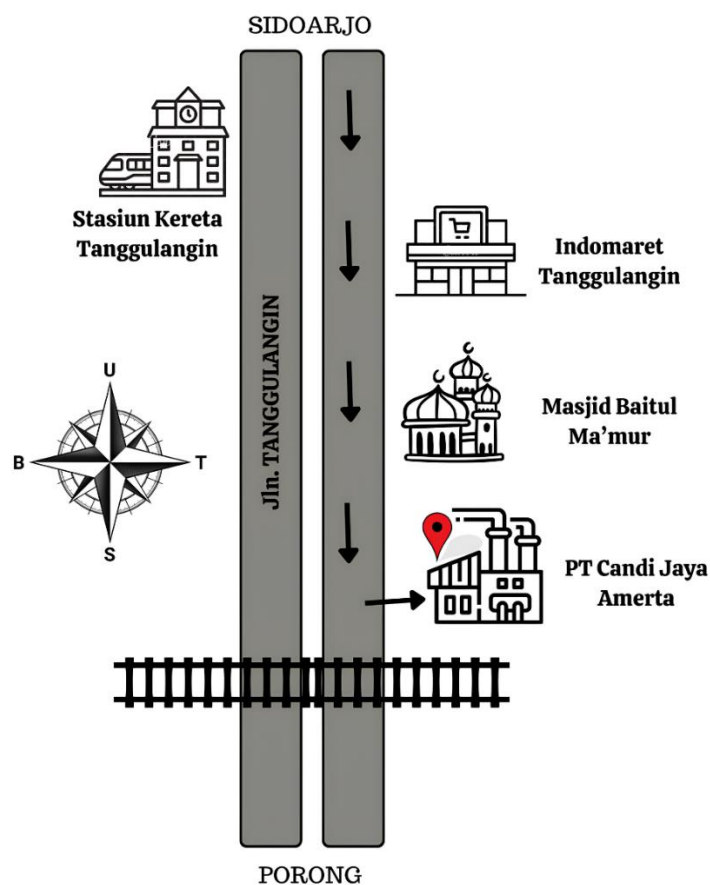 SIDOARJO
Stasiun Kereta
Tanggulangin
Indomaret
Tanggulangin
Jln. TANGGULANGIN
U
B
T
S
Masjid Baitul
Ma'mur
PT Candi Jaya
Amerta
PORONG